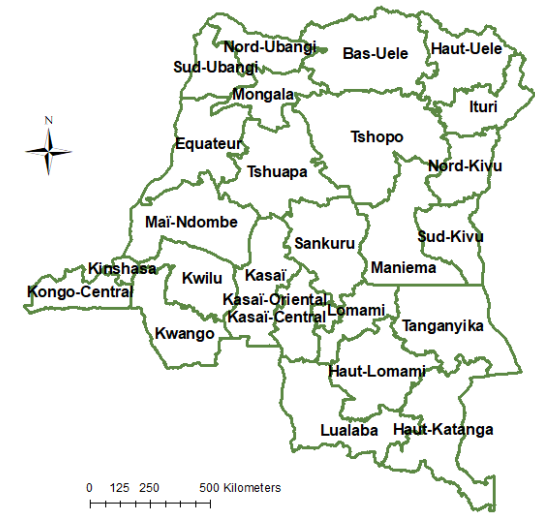 Nord-Ubangi
Bas-Uele
Haut-Uele
Sud-Ubangi
Mongala
Ituri
Equateur
Tshopo
Tshuapa
Nord-Kivu
N
Maï-Ndombe
Sankuru
Sud-Kivu
Kinshasa
Kwilu
Kasaï
Maniema
Kongo-Central
Kasaï-Oriental
Kasaï-Central
Lomami
Kwango
Tanganyika
Haut-Lomami
Lualaba
Haut-Katanga
0 125 250 500 Kilometers